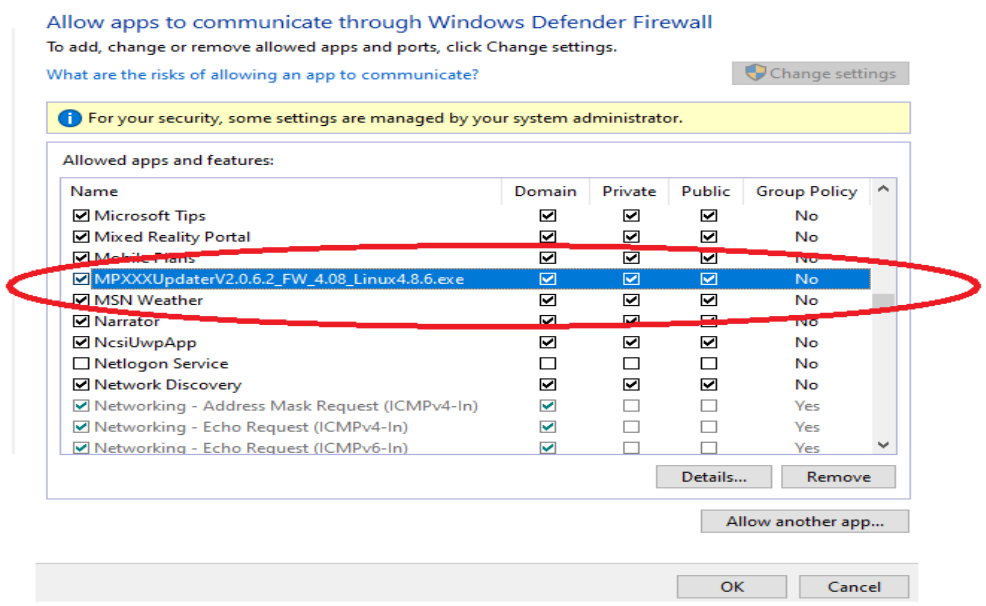 Allow apps to communicate through Windows Defender Firewall
To add, change or remove allowed apps and ports, click Change settings.
What are the risks of allowing an app to communicate?
Change settings
For your security, some settings are managed by your system administrator.
Allowed apps and features:
Name Domain Private Public Group Policy
Microsoft Tips No
Mixed Reality Portal No
Mobile Plans No
MPXXXUpdaterV2.0.6.2_FW_4.08_Linux4.8.6.exe No
MSN Weather No
Narrator No
NcsiUwpApp No
Netlogon Service No
Network Discovery No
Networking - Address Mask Request (ICMPv4-In) Yes
Networking - Echo Request (ICMPv4-In) Yes
Networking - Echo Request (ICMPv6-In) Yes
Details... Remove
Allow another app...
OK Cancel